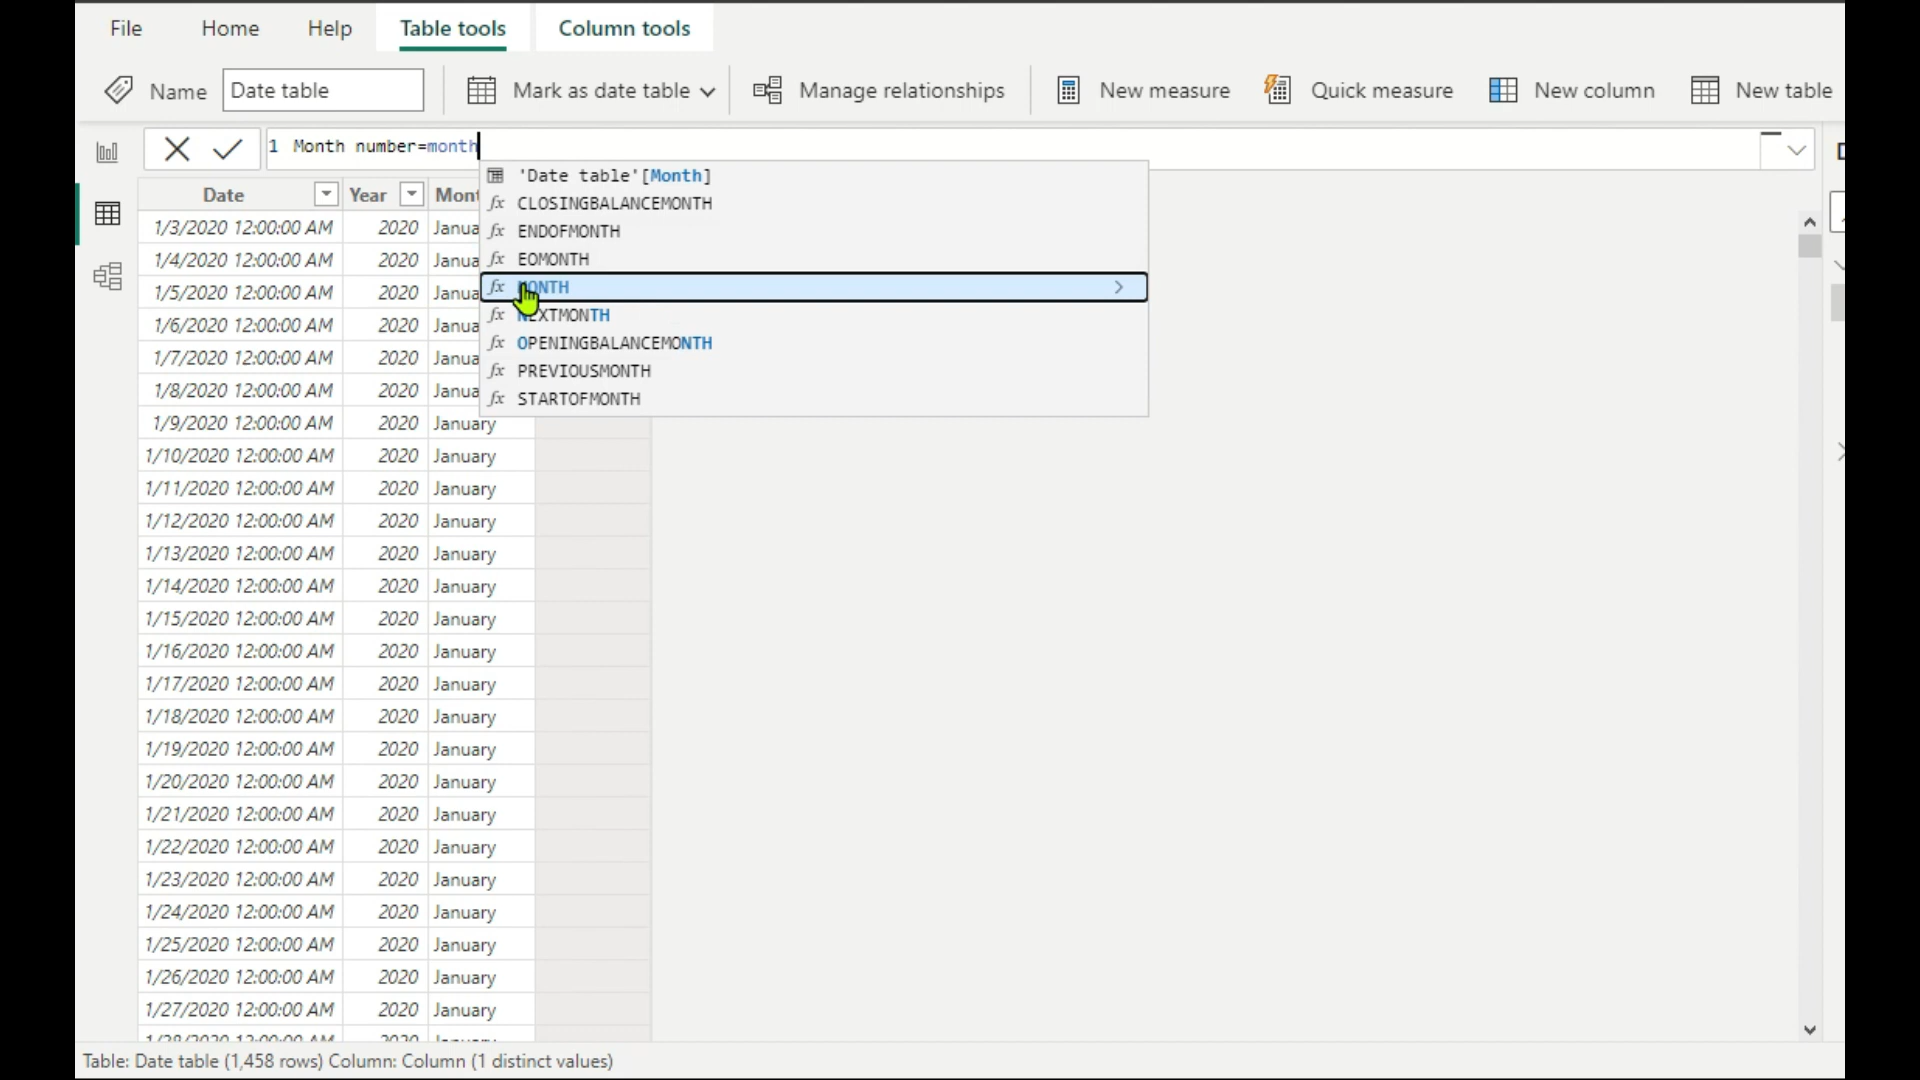 File Home Help Table tools Column tools
Name Date table Mark as date table Manage relationships New measure Quick measure New column New table
1 Month number=month
'Date table'[Month]
CLOSINGBALANCEMONTH
ENDOFMONTH
EOMONTH
MONTH
NEXTMONTH
OPENINGBALANCEMONTH
PREVIOUSMONTH
STARTOFMONTH
Date Year Mont
1/3/2020 12:00:00 AM 2020 Janua
1/4/2020 12:00:00 AM 2020 Janua
1/5/2020 12:00:00 AM 2020 Janua
1/6/2020 12:00:00 AM 2020 Janua
1/7/2020 12:00:00 AM 2020 Janua
1/8/2020 12:00:00 AM 2020 Janua
1/9/2020 12:00:00 AM 2020 January
1/10/2020 12:00:00 AM 2020 January
1/11/2020 12:00:00 AM 2020 January
1/12/2020 12:00:00 AM 2020 January
1/13/2020 12:00:00 AM 2020 January
1/14/2020 12:00:00 AM 2020 January
1/15/2020 12:00:00 AM 2020 January
1/16/2020 12:00:00 AM 2020 January
1/17/2020 12:00:00 AM 2020 January
1/18/2020 12:00:00 AM 2020 January
1/19/2020 12:00:00 AM 2020 January
1/20/2020 12:00:00 AM 2020 January
1/21/2020 12:00:00 AM 2020 January
1/22/2020 12:00:00 AM 2020 January
1/23/2020 12:00:00 AM 2020 January
1/24/2020 12:00:00 AM 2020 January
1/25/2020 12:00:00 AM 2020 January
1/26/2020 12:00:00 AM 2020 January
1/27/2020 12:00:00 AM 2020 January
Table: Date table (1,458 rows) Column: Column (1 distinct values)